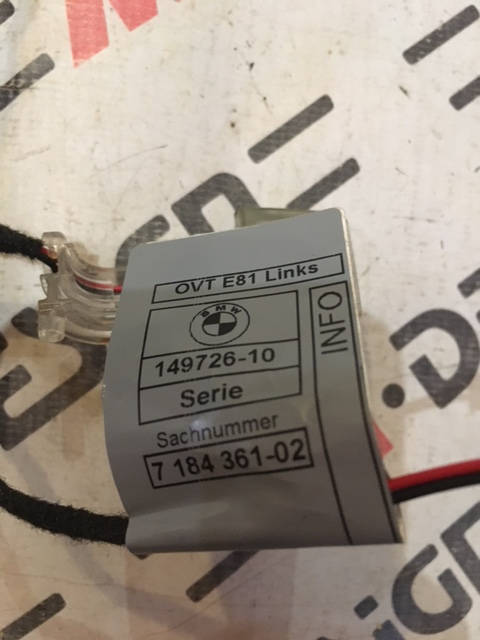 OVT E81 Links
BMW
149726-10
Serie
Sachnummer
7 184 361-02
INFO